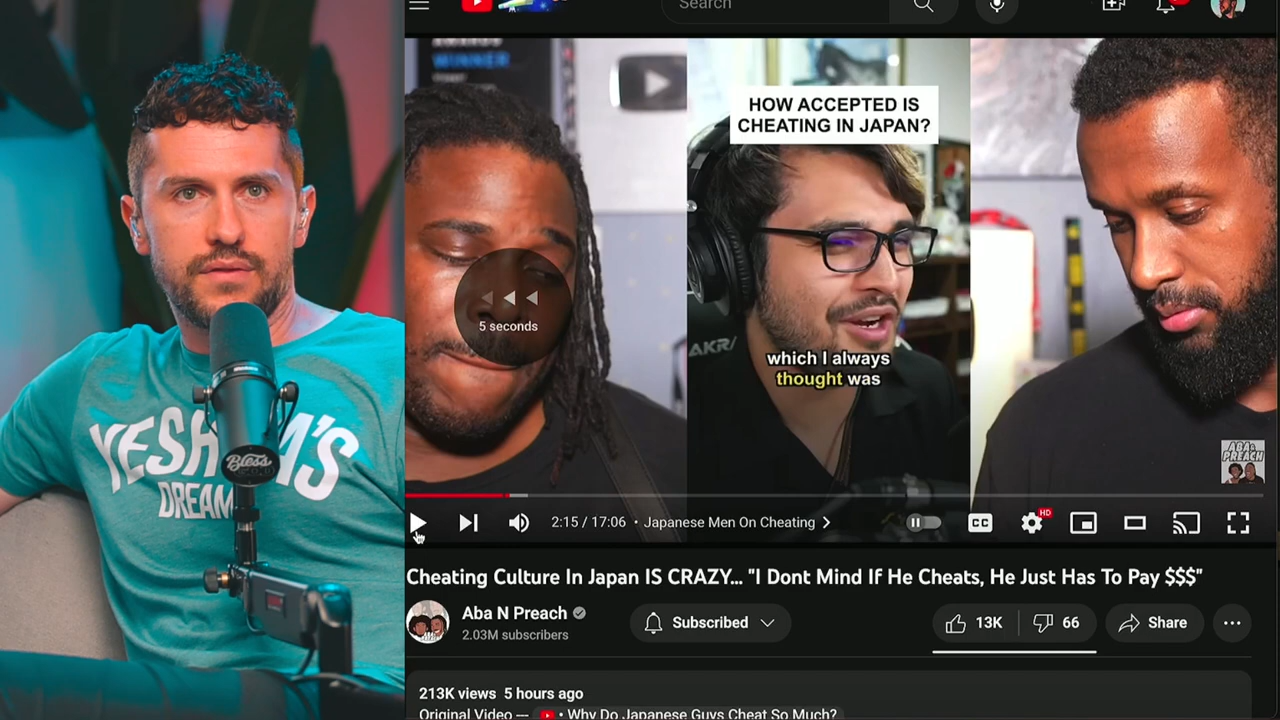 YESHUA'S
DREAM
Bless
Search
WINNER
HOW ACCEPTED IS
CHEATING IN JAPAN?
5 seconds
AKR/
which I always
thought was
ABA &
PREACH
2:15 / 17:06 • Japanese Men On Cheating
CC
HD
Cheating Culture In Japan IS CRAZY... "I Dont Mind If He Cheats, He Just Has To Pay $$$"
Aba N Preach
2.03M subscribers
Subscribed
13K
66
Share
213K views 5 hours ago
Original Video --- • Why Do Japanese Guys Cheat So Much?